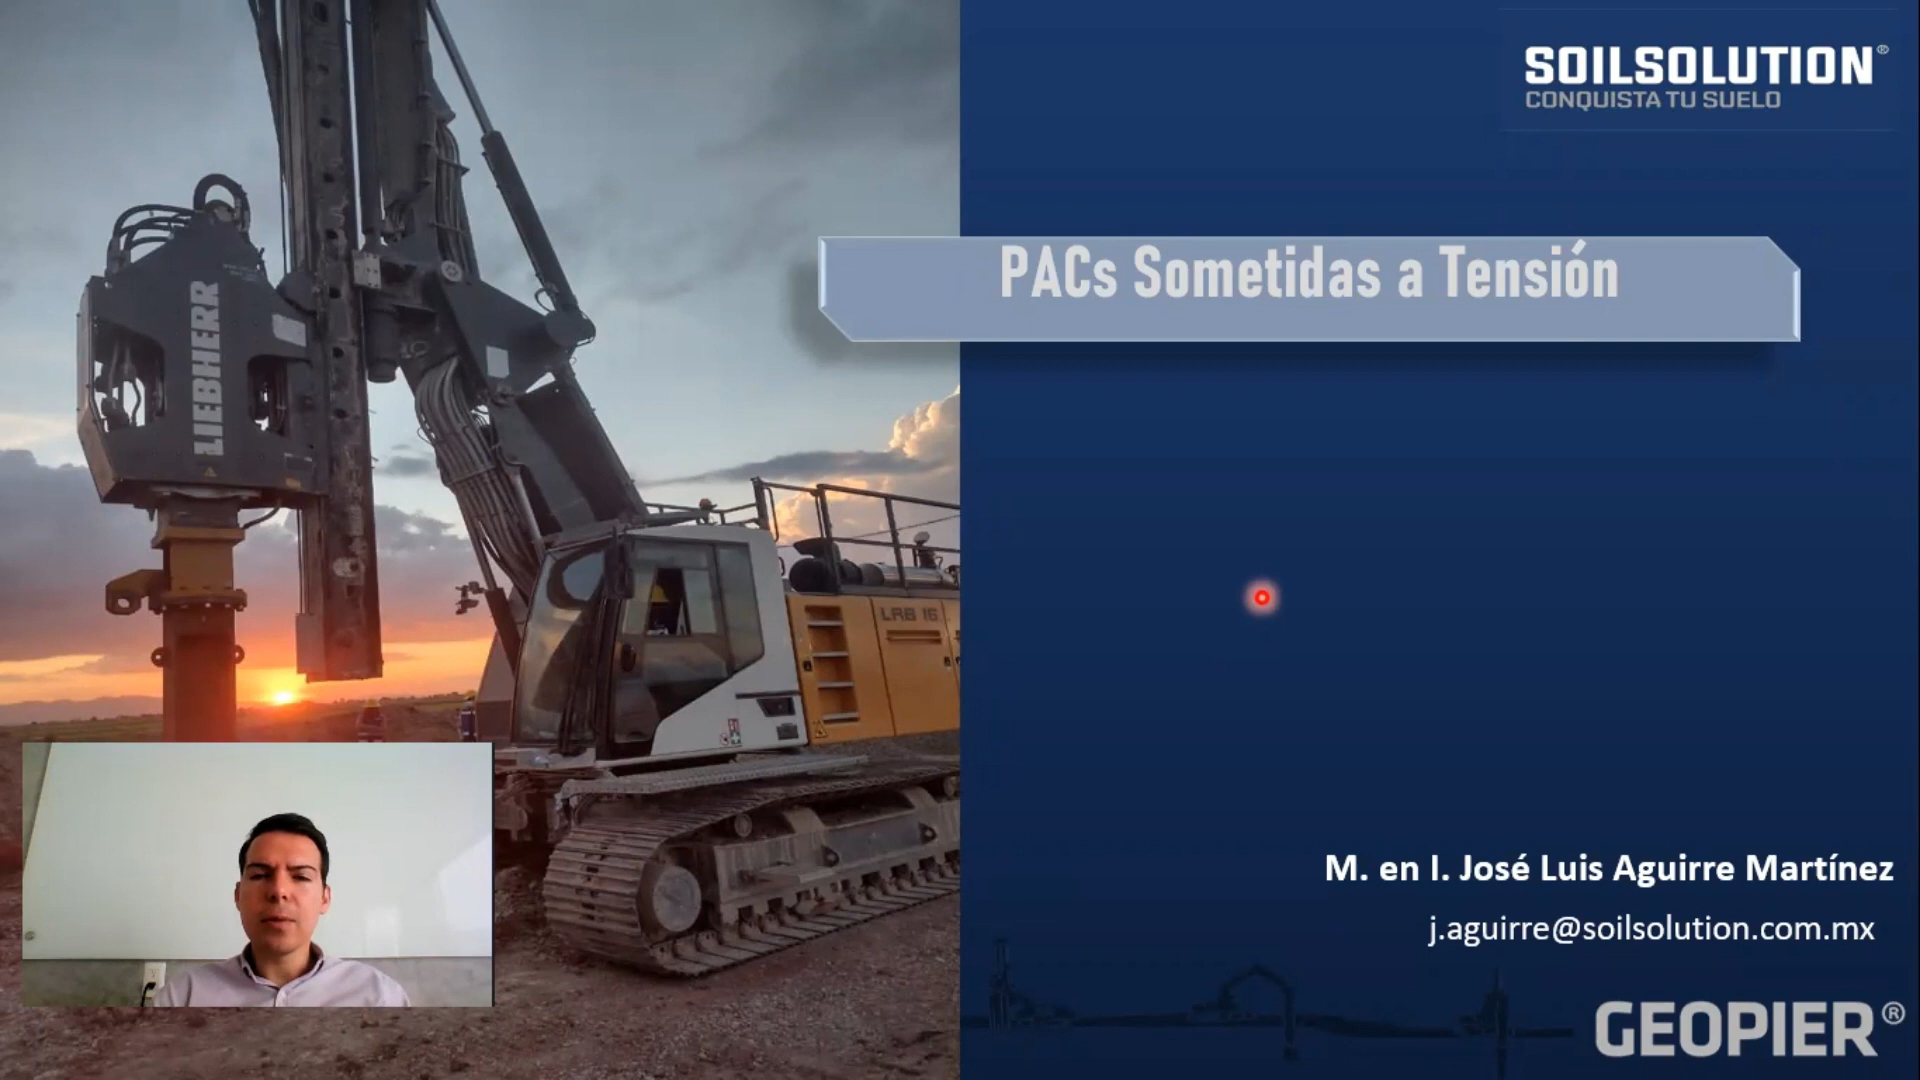 SOILSOLUTION®
CONQUISTA TU SUELO
PACs Sometidas a Tensión
LIEBHERR
LRB 16
M. en I. José Luis Aguirre Martínez
j.aguirre@soilsolution.com.mx
GEOPIER®